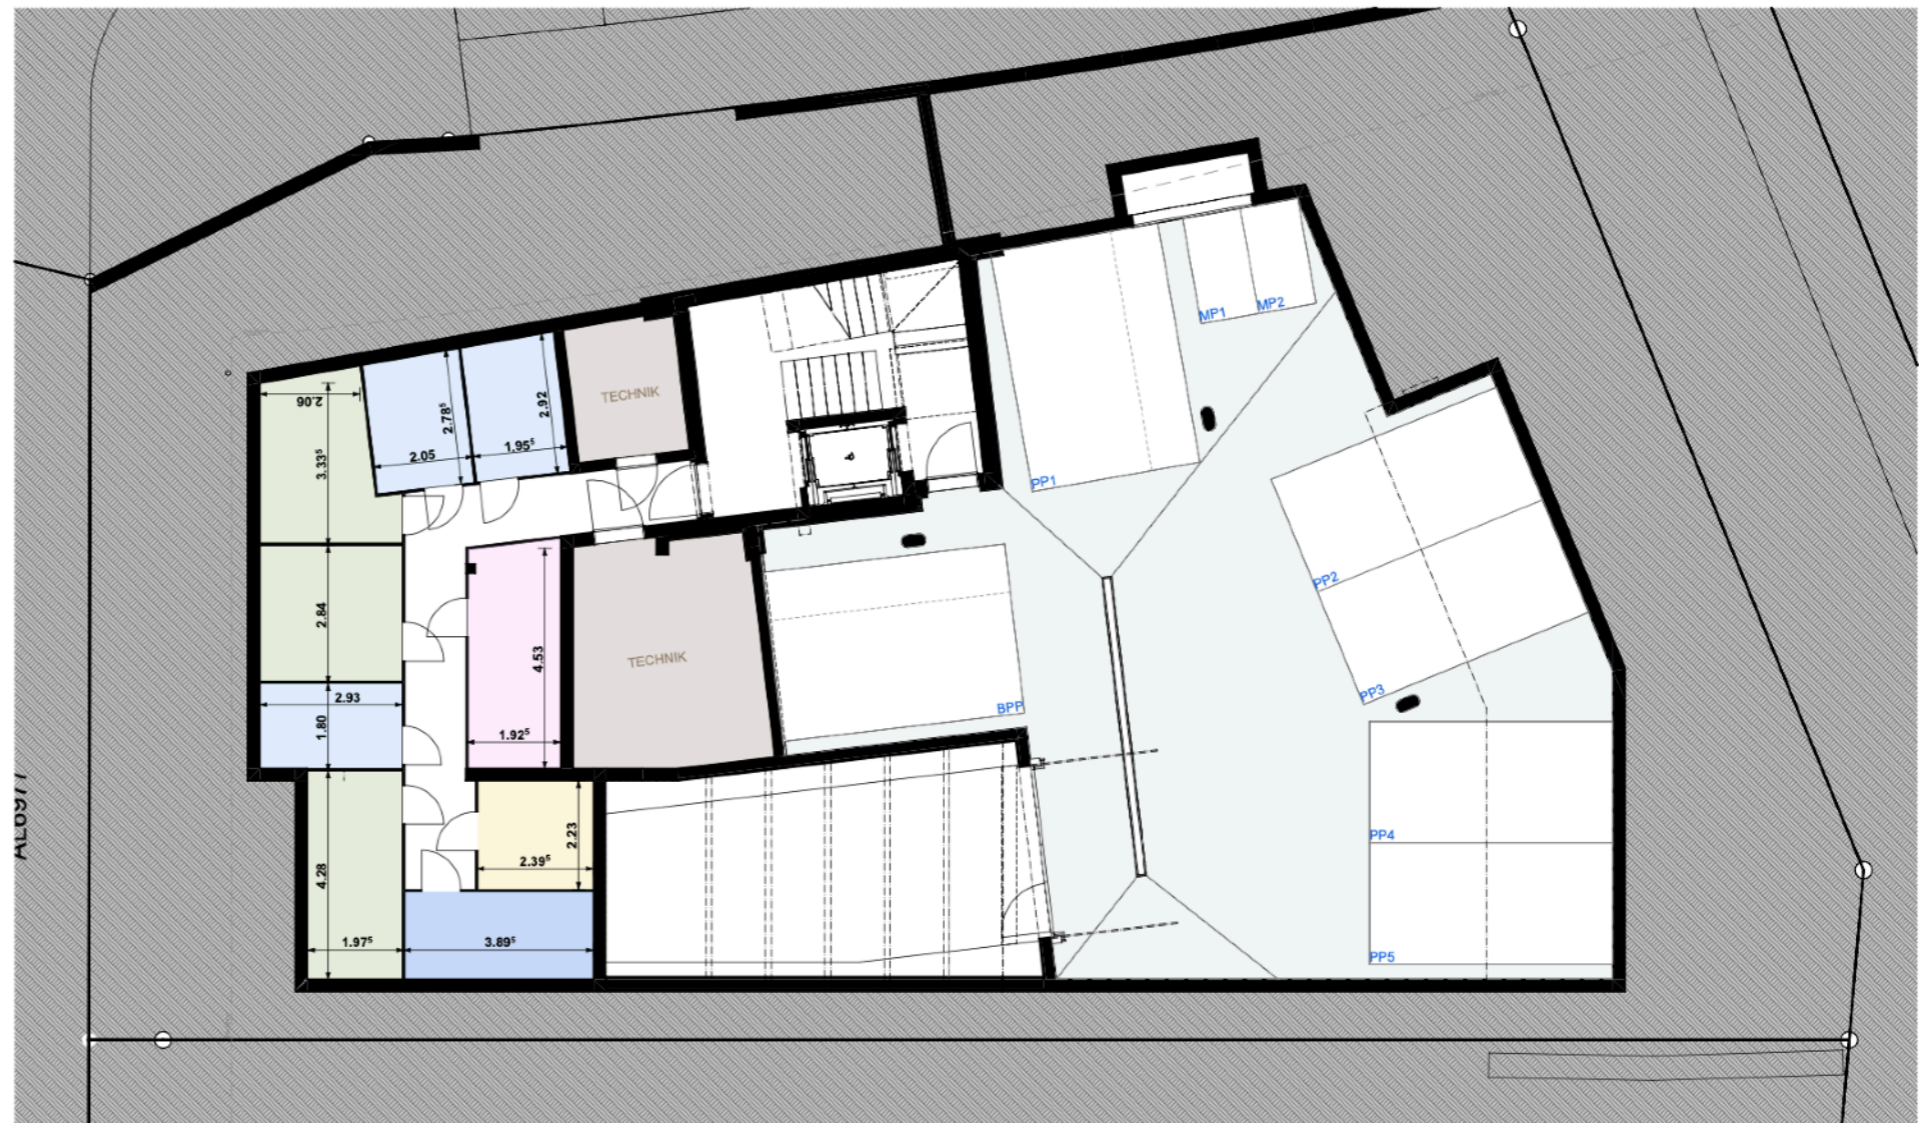 MP1
MP2
2.06
2.78⁵
2.92
TECHNIK
3.33⁵
2.05
1.95⁵
PP1
PP2
2.84
4.53
TECHNIK
PP3
BPP
2.93
1.80
1.92⁵
2.23
PP4
4.28
2.39⁵
1.97⁵
3.89⁵
PP5